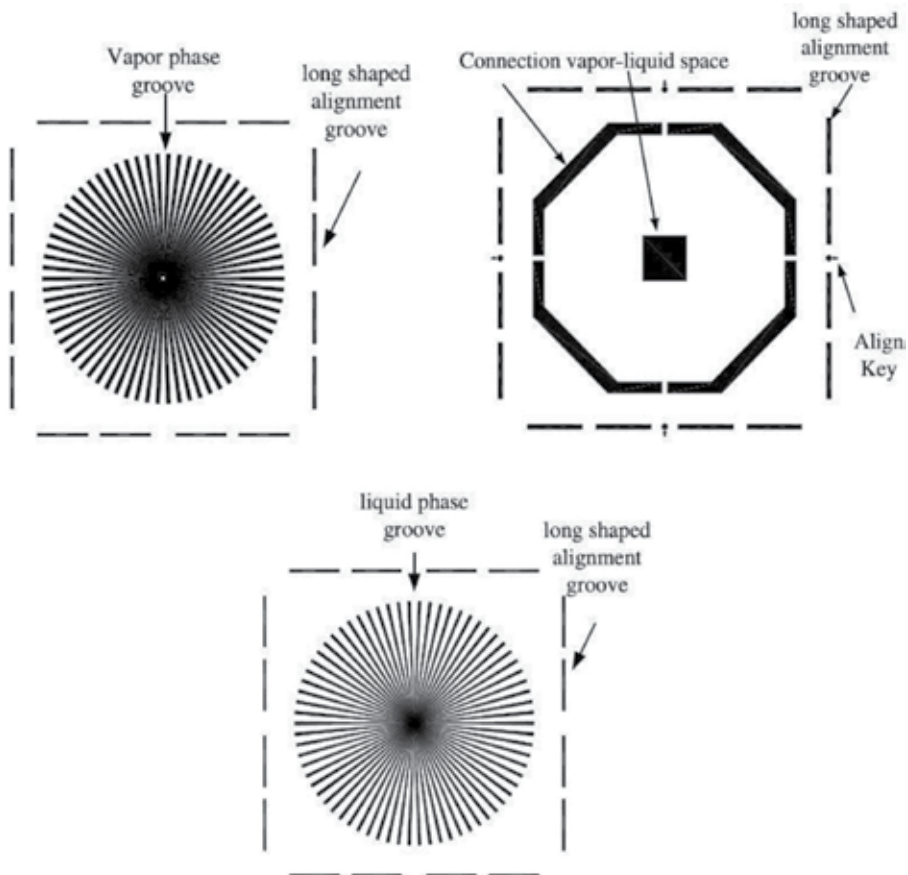 Vapor phase
groove
long shaped
alignment
groove
Connection vapor-liquid space
long shaped
alignment
groove
Align
Key
liquid phase
groove
long shaped
alignment
groove